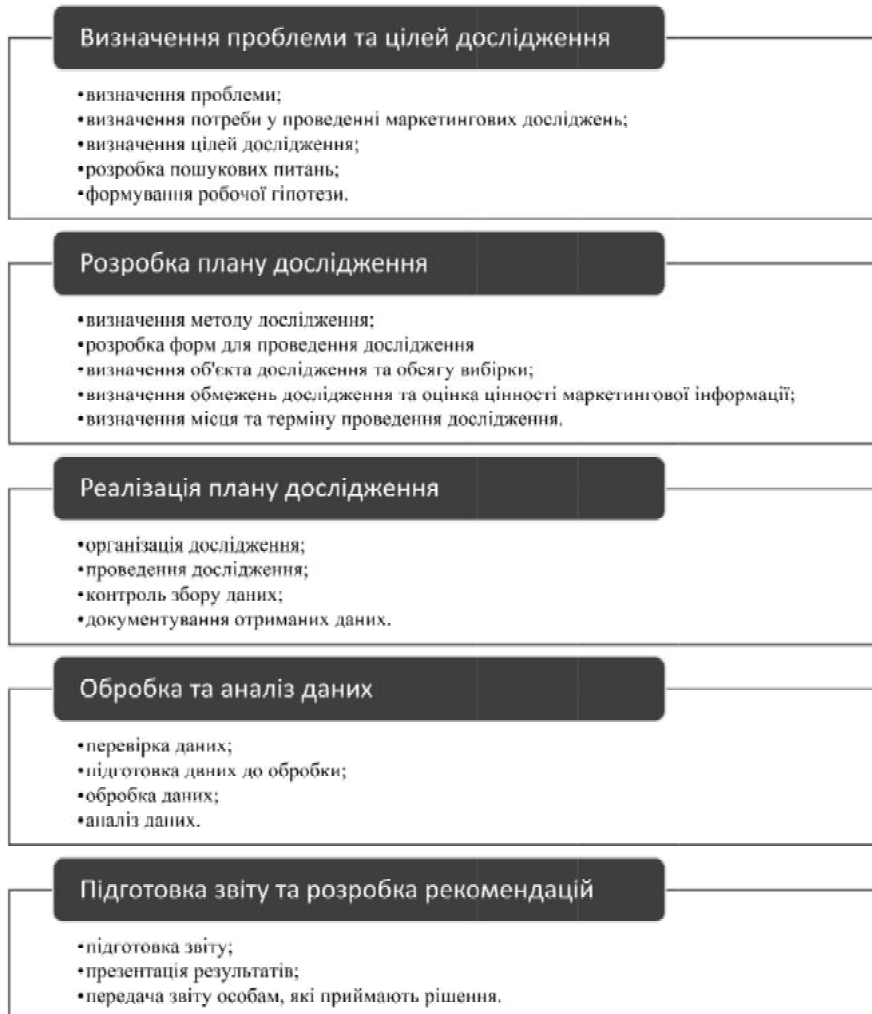 Визначення проблеми та цілей дослідження
•визначення проблеми;
•визначення потреби у проведенні маркетингових досліджень;
•визначення цілей дослідження;
•розробка пошукових питань;
•формування робочої гіпотези.
Розробка плану дослідження
•визначення методу дослідження;
•розробка форм для проведення дослідження
•визначення об'єкта дослідження та обсягу вибірки;
•визначення обмежень дослідження та оцінка цінності маркетингової інформації;
•визначення місця та терміну проведення дослідження.
Реалізація плану дослідження
•організація дослідження;
•проведення дослідження;
•контроль збору даних;
•документування отриманих даних.
Обробка та аналіз даних
•перевірка даних;
•підготовка двних до обробки;
•обробка даних;
•аналіз даних.
Підготовка звіту та розробка рекомендацій
•підготовка звіту;
•презентація результатів;
•передача звіту особам, які приймають рішення.